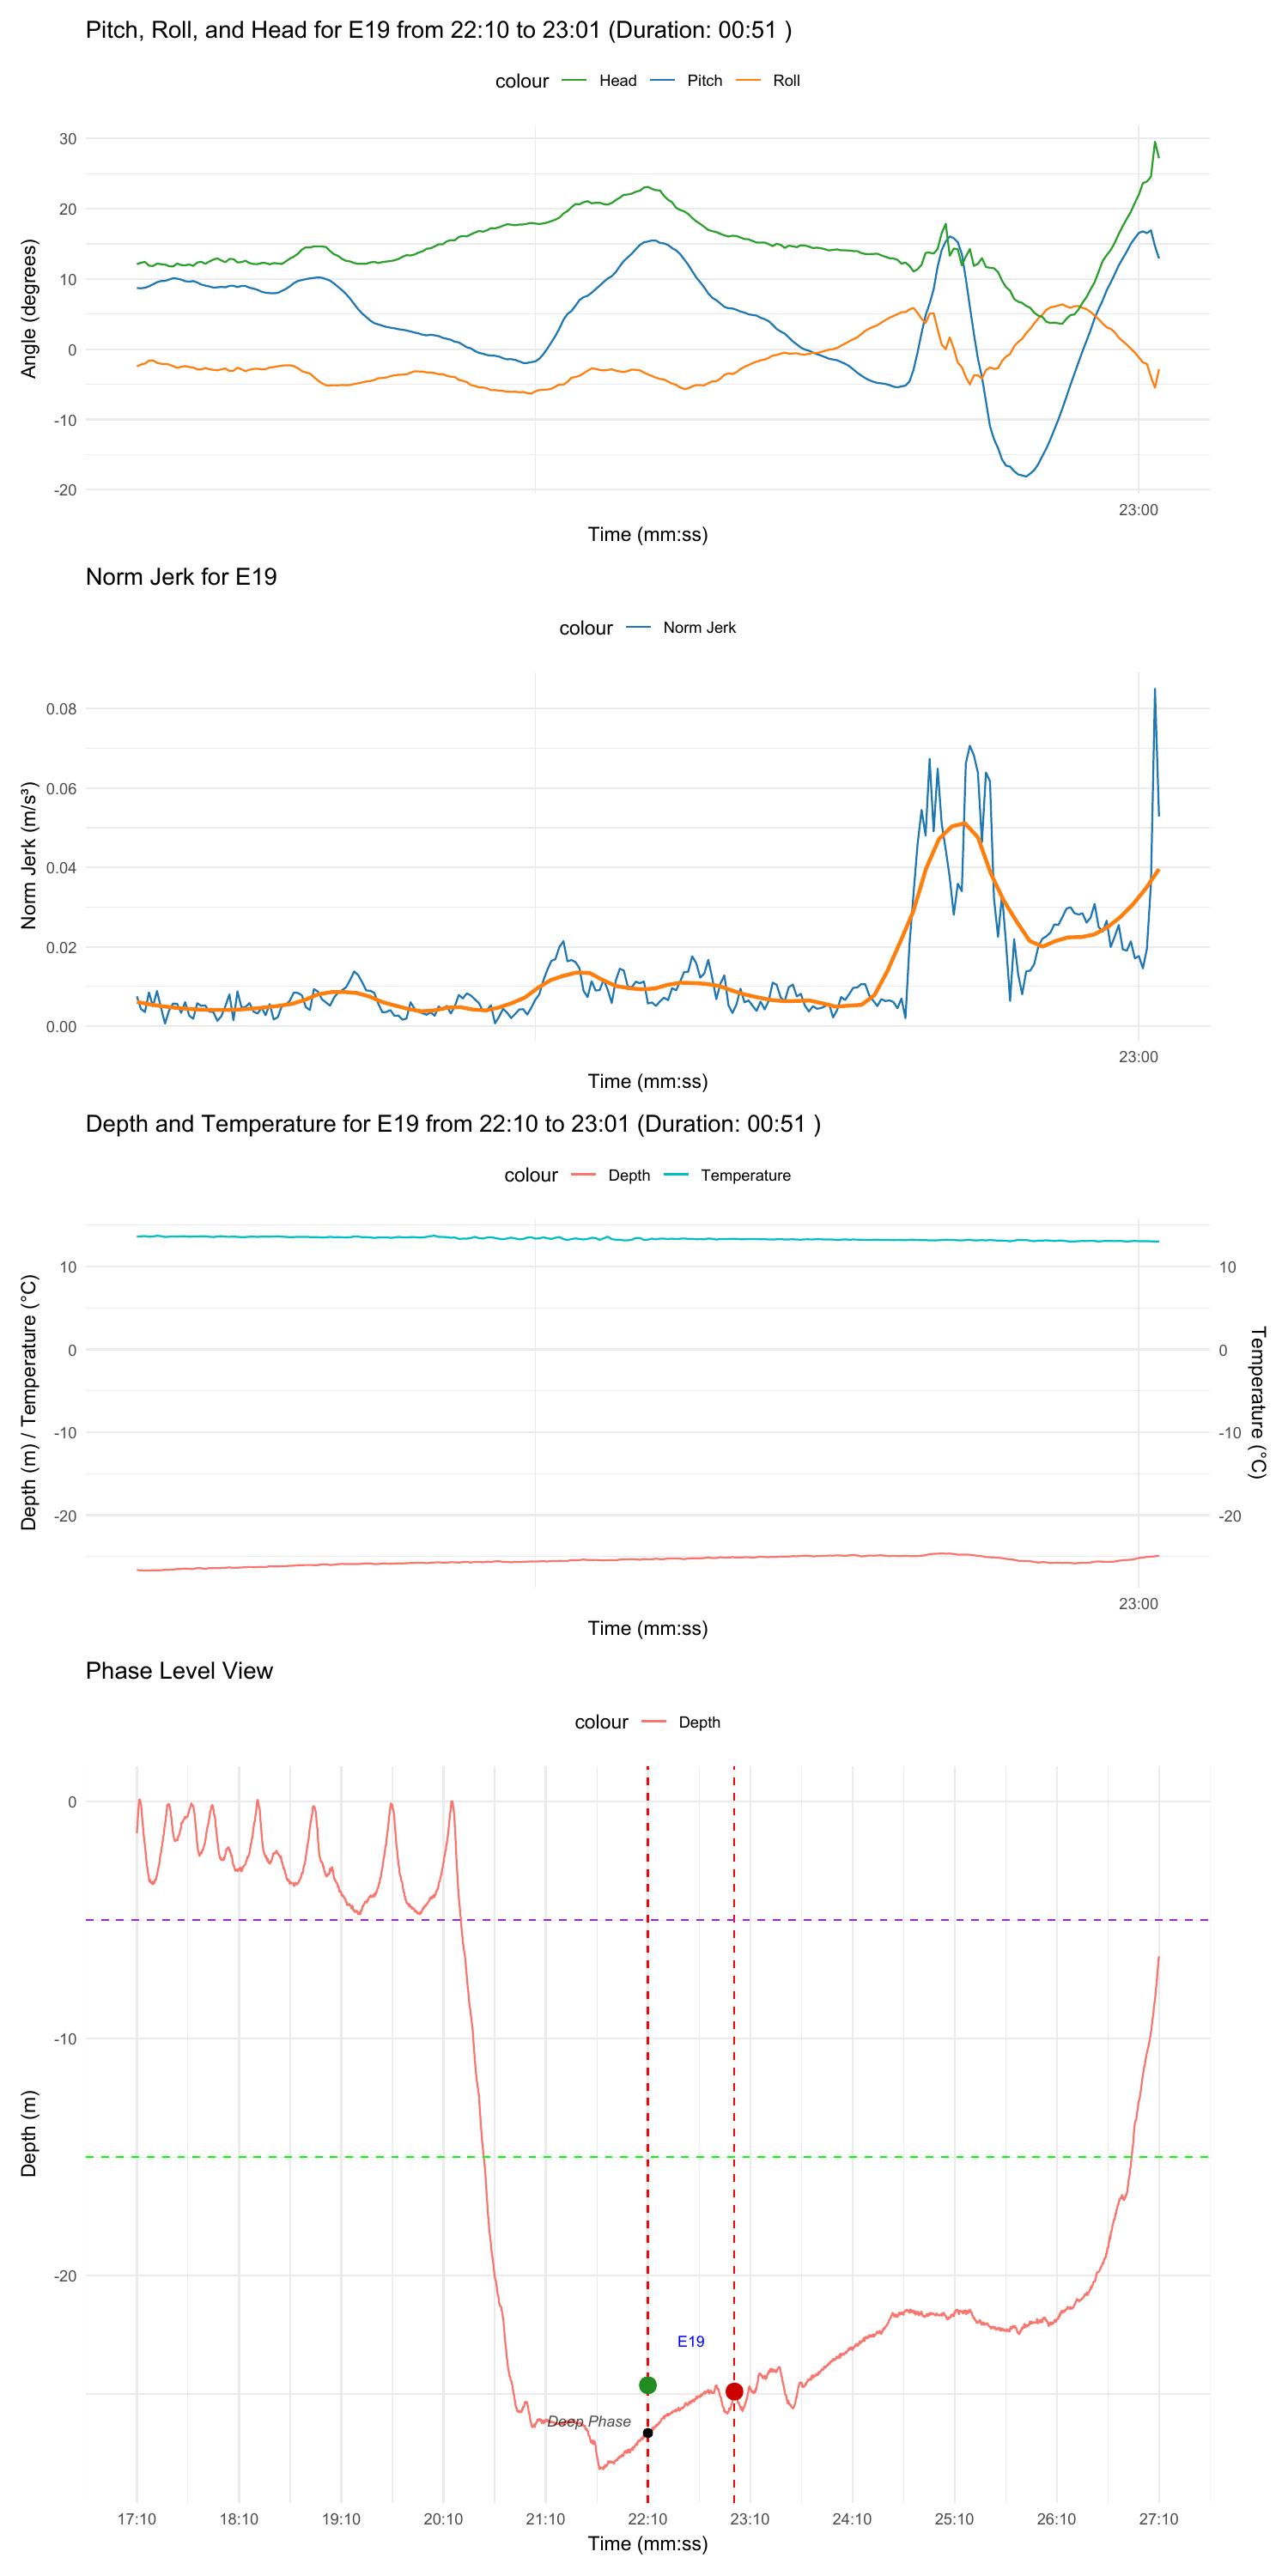 Pitch, Roll, and Head for E19 from 22:10 to 23:01 (Duration: 00:51 )
colour Head Pitch Roll
30
20
10
0
-10
-20
Angle (degrees)
23:00
Time (mm:ss)
Norm Jerk for E19
colour Norm Jerk
0.08
0.06
0.04
0.02
0.00
Norm Jerk (m/s³)
23:00
Time (mm:ss)
Depth and Temperature for E19 from 22:10 to 23:01 (Duration: 00:51 )
colour Depth Temperature
10 10
0 0
-10 -10
-20 -20
Depth (m) / Temperature (°C)
Temperature (°C)
23:00
Time (mm:ss)
Phase Level View
colour Depth
0
-10
-20
Depth (m)
E19
Deep Phase
17:10 18:10 19:10 20:10 21:10 22:10 23:10 24:10 25:10 26:10 27:10
Time (mm:ss)